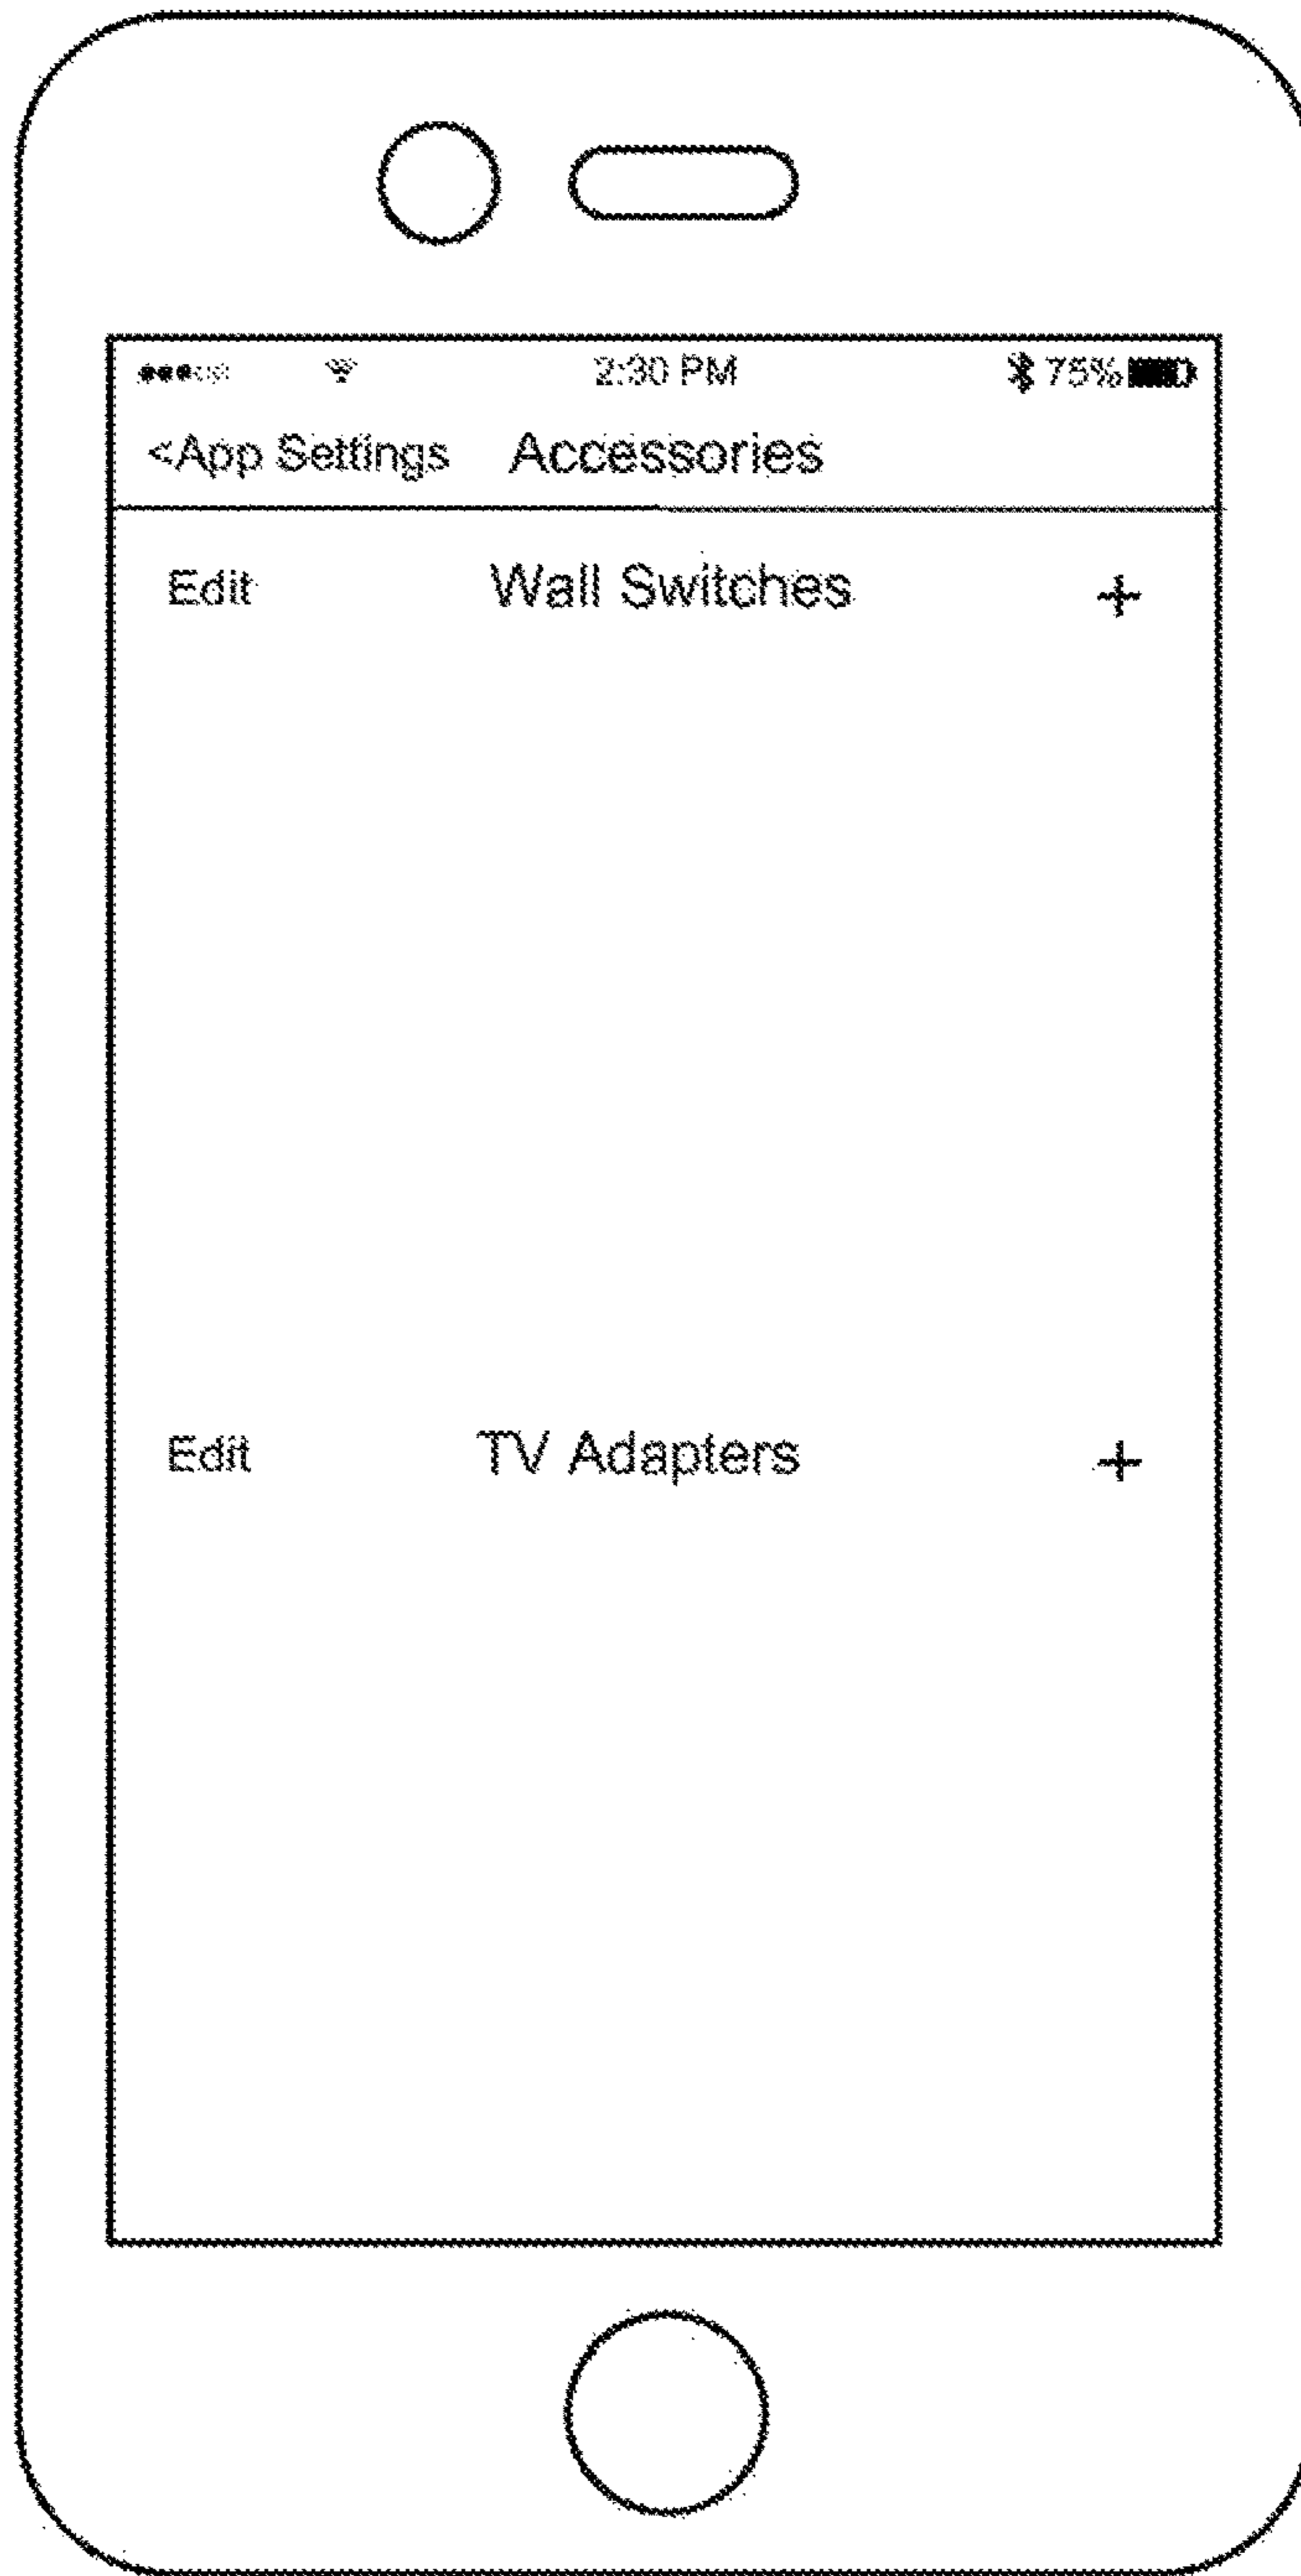 2:30 PM 75%
<App Settings Accessories
Edit Wall Switches +
Edit TV Adapters +